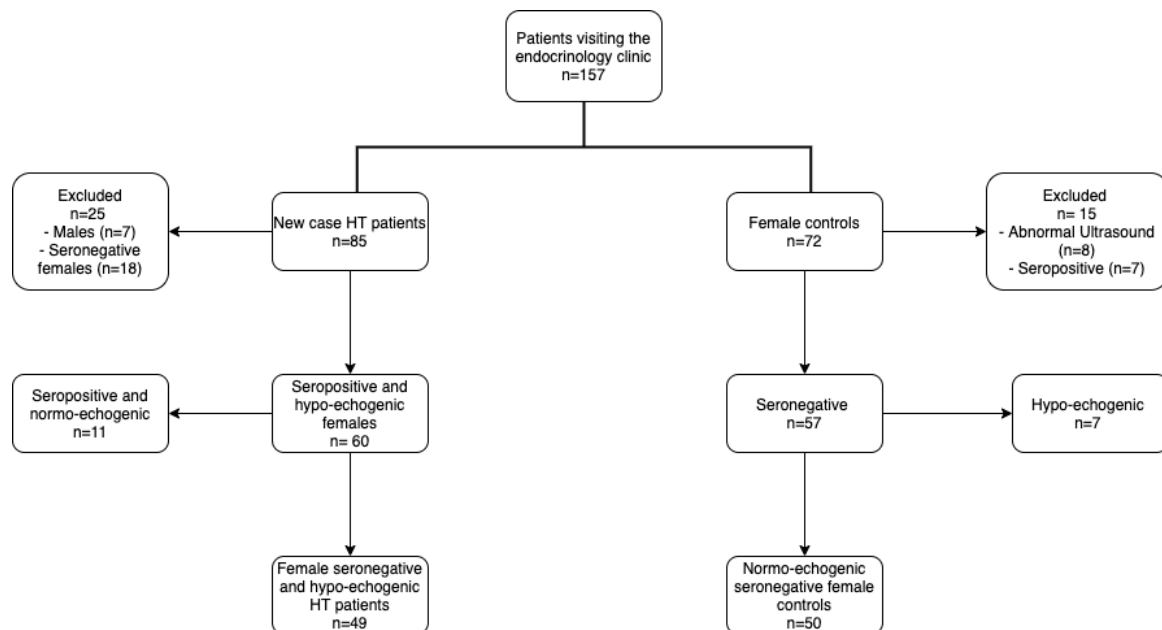 Patients visiting the
endocrinology clinic
n=157
Excluded
n=25
- Males (n=7)
- Seronegative
females (n=18)
New case HT patients
n=85
Female controls
n=72
Excluded
n= 15
- Abnormal Ultrasound
(n=8)
- Seropositive (n=7)
Seropositive and
normo-echogenic
n=11
Seropositive and
hypo-echogenic
females
n= 60
Seronegative
n=57
Hypo-echogenic
n=7
Female seronegative
and hypo-echogenic
HT patients
n=49
Normo-echogenic
seronegative female
controls
n=50